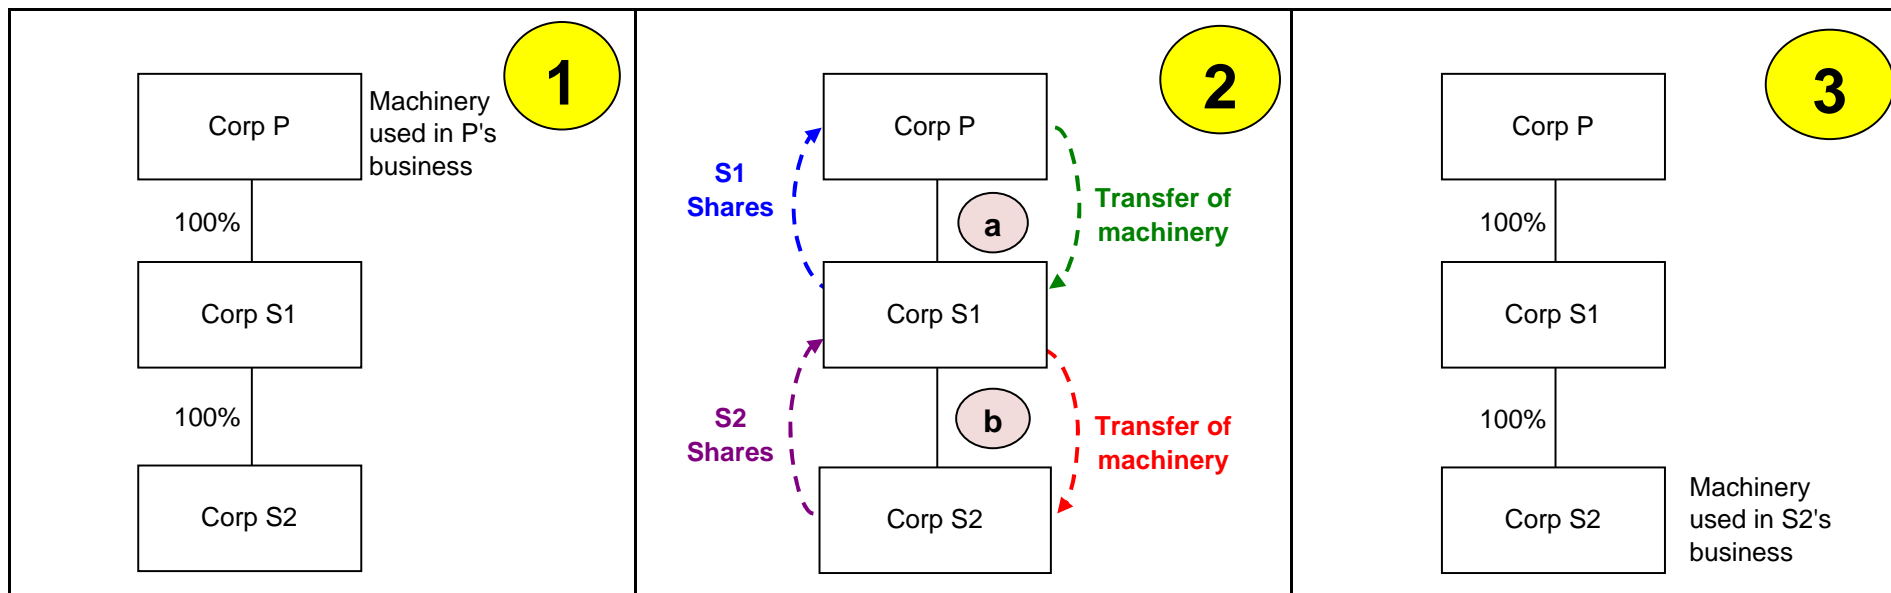 1
Corp P
Machinery
used in P's
business
100%
Corp S1
100%
Corp S2
2
Corp P
S1
Shares
Transfer of
machinery
a
Corp S1
S2
Shares
Transfer of
machinery
b
Corp S2
3
Corp P
100%
Corp S1
100%
Corp S2
Machinery
used in S2's
business